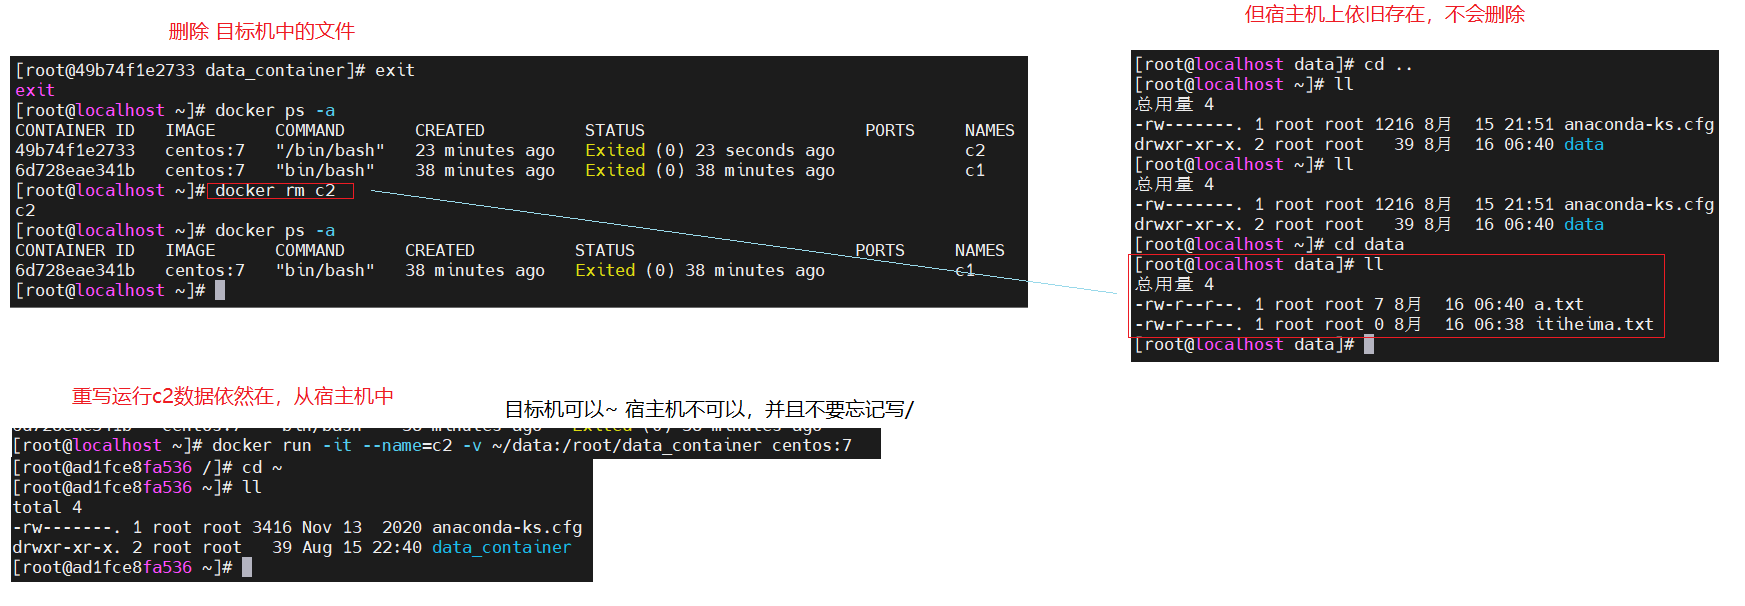 删除 目标机中的文件
[root@49b74f1e2733 data_container]# exit
exit
[root@localhost ~]# docker ps -a
CONTAINER ID   IMAGE      COMMAND       CREATED          STATUS                      PORTS     NAMES
49b74f1e2733   centos:7   "/bin/bash"   23 minutes ago   Exited (0) 23 seconds ago             c2
6d728eae341b   centos:7   "bin/bash"    38 minutes ago   Exited (0) 38 minutes ago             c1
[root@localhost ~]# docker rm c2
c2
[root@localhost ~]# docker ps -a
CONTAINER ID   IMAGE      COMMAND      CREATED          STATUS                      PORTS     NAMES
6d728eae341b   centos:7   "bin/bash"   38 minutes ago   Exited (0) 38 minutes ago             c1
[root@localhost ~]#
但宿主机上依旧存在，不会删除
[root@localhost data]# cd ..
[root@localhost ~]# ll
总用量 4
-rw-------. 1 root root 1216 8月  15 21:51 anaconda-ks.cfg
drwxr-xr-x. 2 root root   39 8月  16 06:40 data
[root@localhost ~]# ll
总用量 4
-rw-------. 1 root root 1216 8月  15 21:51 anaconda-ks.cfg
drwxr-xr-x. 2 root root   39 8月  16 06:40 data
[root@localhost ~]# cd data
[root@localhost data]# ll
总用量 4
-rw-r--r--. 1 root root 7 8月  16 06:40 a.txt
-rw-r--r--. 1 root root 0 8月  16 06:38 itiheima.txt
[root@localhost data]#
重写运行c2数据依然在，从宿主机中
目标机可以~ 宿主机不可以，并且不要忘记写/
[root@localhost ~]# docker run -it --name=c2 -v ~/data:/root/data_container centos:7
[root@ad1fce8fa536 /]# cd ~
[root@ad1fce8fa536 ~]# ll
total 4
-rw-------. 1 root root 3416 Nov 13  2020 anaconda-ks.cfg
drwxr-xr-x. 2 root root   39 Aug 15 22:40 data_container
[root@ad1fce8fa536 ~]#